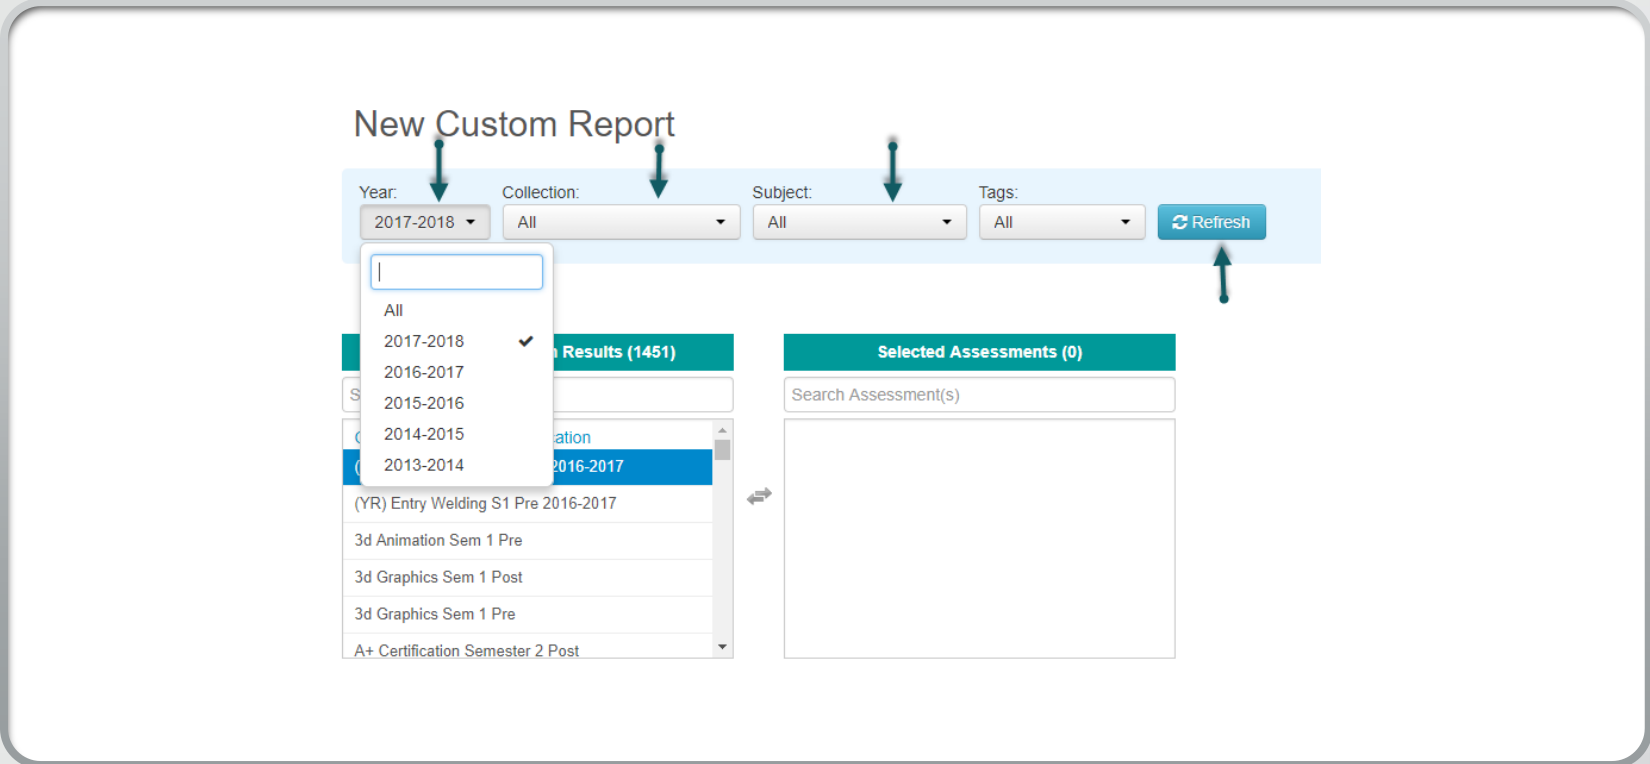 New Custom Report
Year: Collection: Subject: Tags:
2017-2018 All All All Refresh
All
2017-2018
2016-2017
2015-2016
2014-2015
2013-2014
Results (1451)
Selected Assessments (0)
Search Assessment(s)
2016-2017
(YR) Entry Welding S1 Pre 2016-2017
3d Animation Sem 1 Pre
3d Graphics Sem 1 Post
3d Graphics Sem 1 Pre
A+ Certification Semester 2 Post